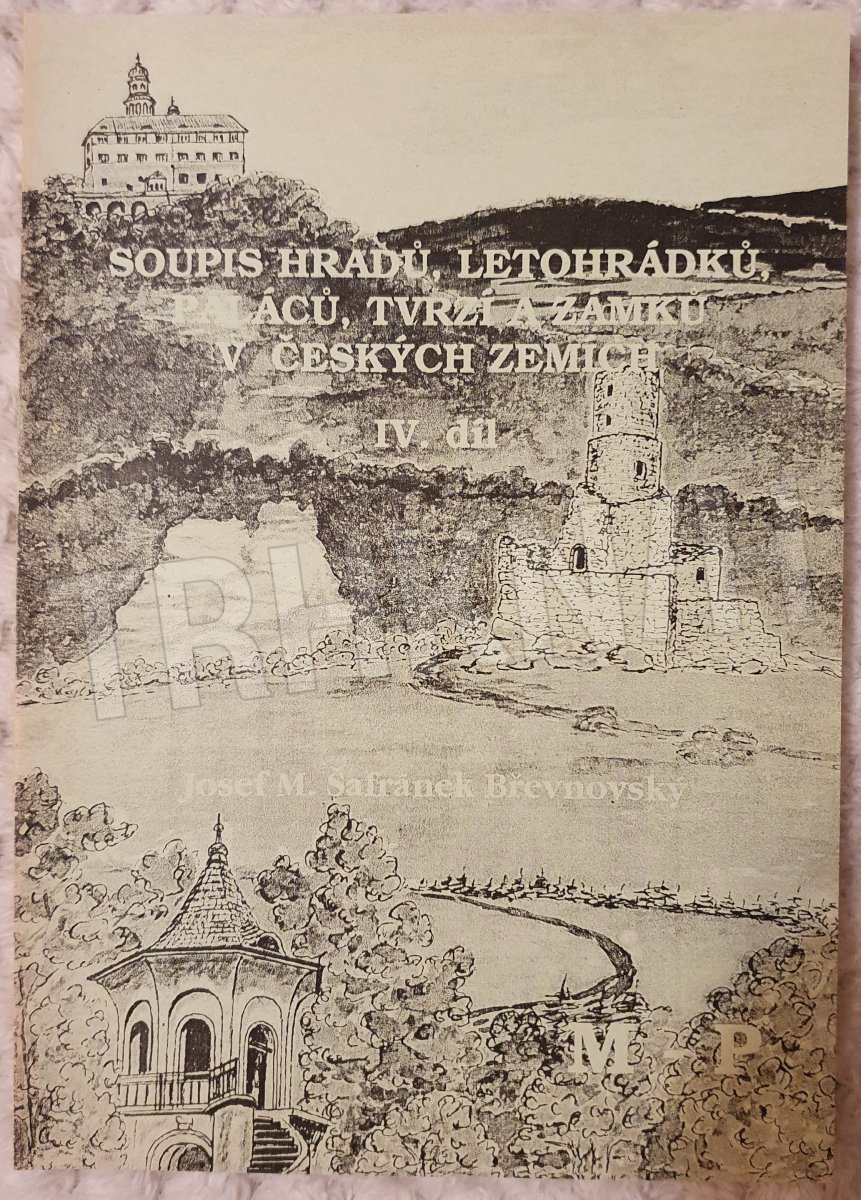 SOUPIS HRADŮ, LETOHRÁDKŮ,
PALÁCŮ, TVRZÍ A ZÁMKŮ
V ČESKÝCH ZEMÍCH
IV. díl
Josef M. Šafránek Břevnovský
M - P